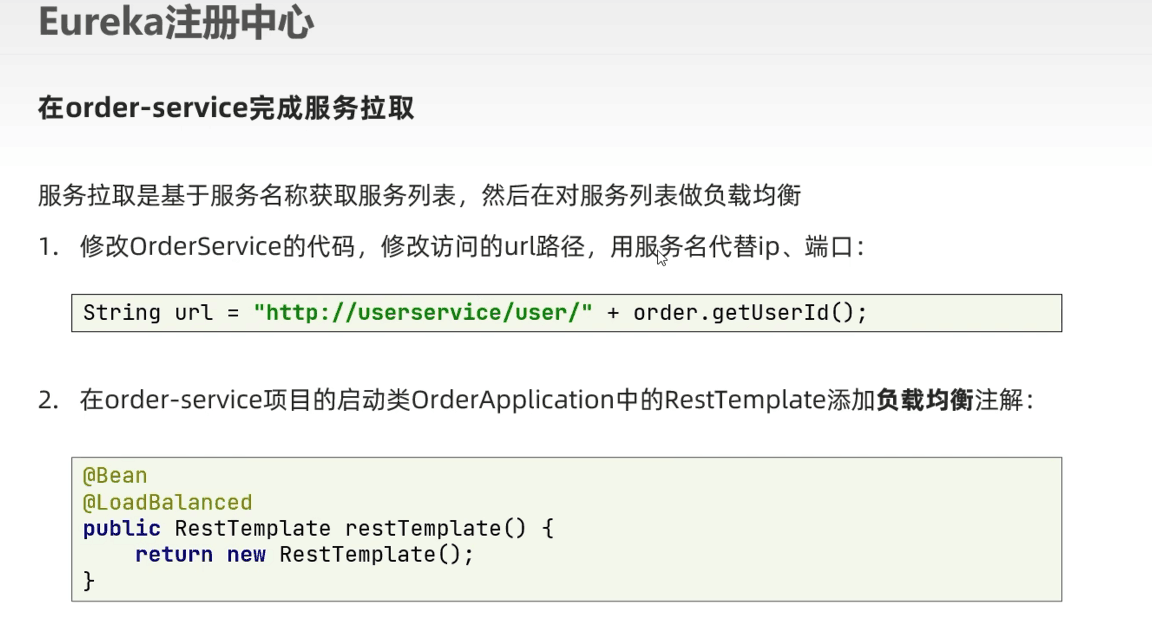 Eureka注册中心
在order-service完成服务拉取
服务拉取是基于服务名称获取服务列表，然后在对服务列表做负载均衡
1. 修改OrderService的代码，修改访问的url路径，用服务名代替ip、端口：
String url = "http://userservice/user/" + order.getUserId();
2. 在order-service项目的启动类OrderApplication中的RestTemplate添加负载均衡注解：
@Bean
@LoadBalanced
public RestTemplate restTemplate() {
    return new RestTemplate();
}